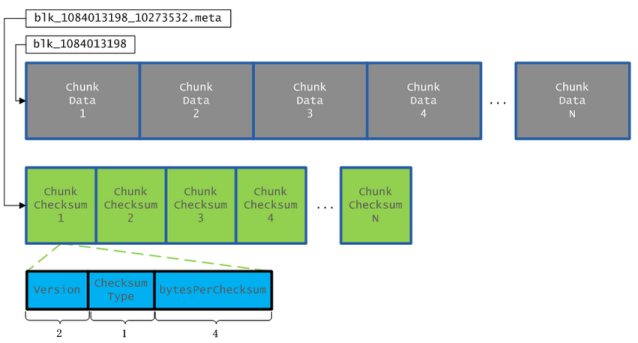 blk_1084013198_10273532.meta
blk_1084013198
Chunk
Data
1
Chunk
Data
2
Chunk
Data
3
Chunk
Data
4
...
Chunk
Data
N
Chunk
Checksum
1
Chunk
Checksum
2
Chunk
Checksum
3
Chunk
Checksum
4
...
Chunk
Checksum
N
Version
Checksum
Type
bytesPerChecksum
2
1
4